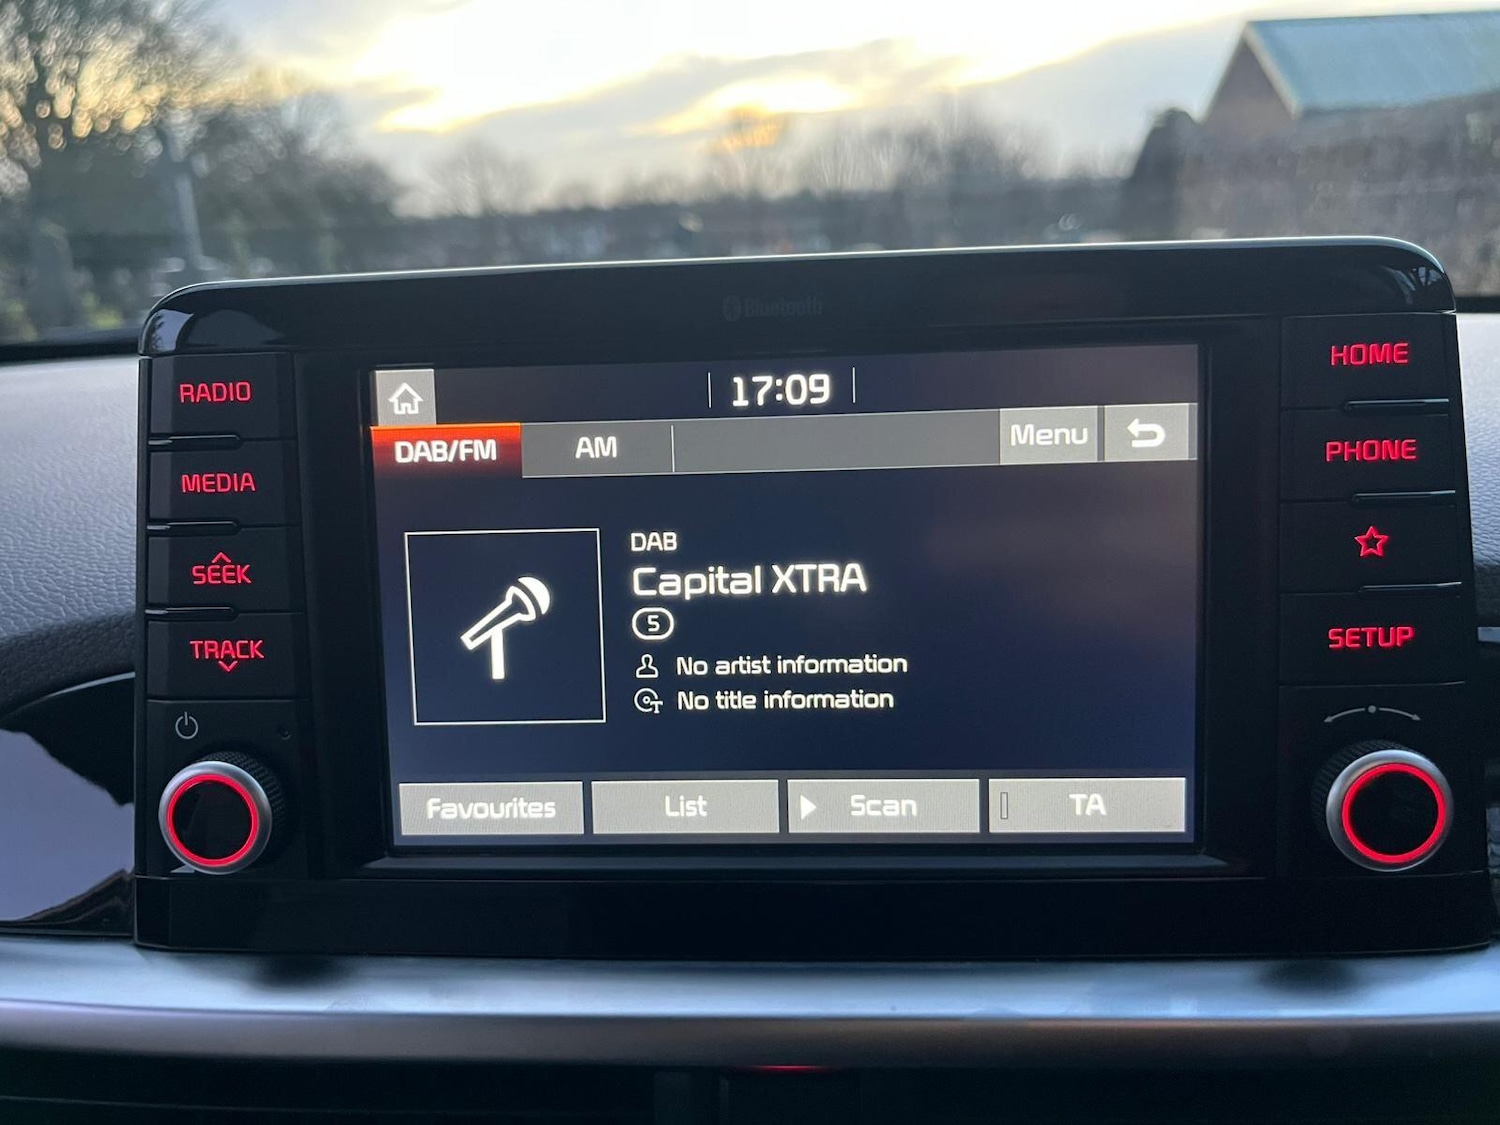 Bluetooth
RADIO
MEDIA
SEEK
TRACK
17:09
DAB/FM
AM
Menu
DAB
Capital XTRA
5
No artist information
T
No title information
Favourites
List
Scan
TA
HOME
PHONE
SETUP